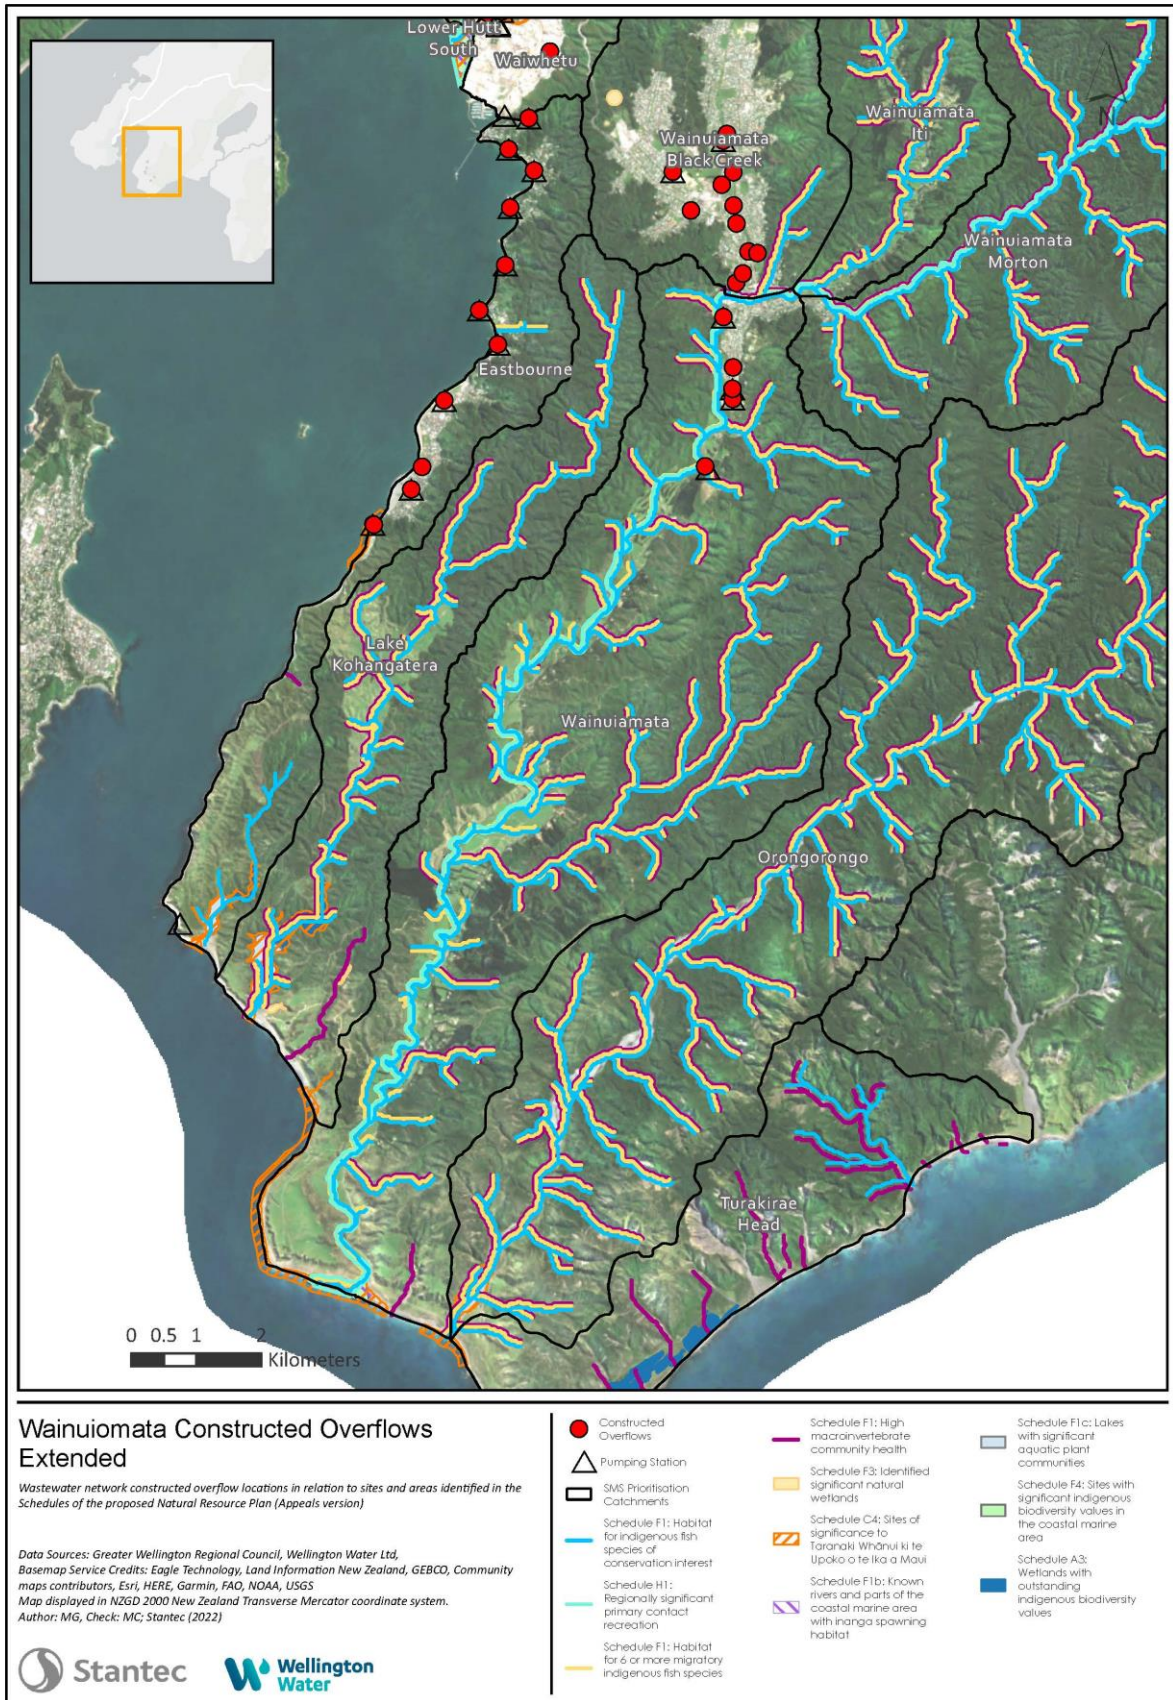 Lower Hutt
South
Waiwhetu
Wainuiamata
Black Creek
Wainuiamata
Iti
N
Wainuiamata
Morton
Eastbourne
Lake
Kohangatera
Wainuiamata
Orongorongo
Turakirae
Head
0 0.5 1 2
Kilometers
Wainuiomata Constructed Overflows
Extended
Wastewater network constructed overflow locations in relation to sites and areas identified in the
Schedules of the proposed Natural Resource Plan (Appeals version)
Data Sources: Greater Wellington Regional Council, Wellington Water Ltd,
Basemap Service Credits: Eagle Technology, Land Information New Zealand, GEBCO, Community
maps contributors, Esri, HERE, Garmin, FAO, NOAA, USGS
Map displayed in NZGD 2000 New Zealand Transverse Mercator coordinate system.
Author: MG, Check: MC; Stantec (2022)
Stantec
Wellington
Water
Constructed
Overflows
Pumping Station
SMS Prioritisation
Catchments
Schedule F1: Habitat
for indigenous fish
species of
conservation interest
Schedule H1:
Regionally significant
primary contact
recreation
Schedule F1: Habitat
for 6 or more migratory
indigenous fish species
Schedule F1: High
macroinvertebrate
community health
Schedule F3: Identified
significant natural
wetlands
Schedule C4: Sites of
significance to
Taranaki Whānui ki te
Upoko o te Ika a Maui
Schedule F1b: Known
rivers and parts of the
coastal marine area
with inanga spawning
habitat
Schedule F1c: Lakes
with significant
aquatic plant
communities
Schedule F4: Sites with
significant indigenous
biodiversity values in
the coastal marine
area
Schedule A3:
Wetlands with
outstanding
indigenous biodiversity
values